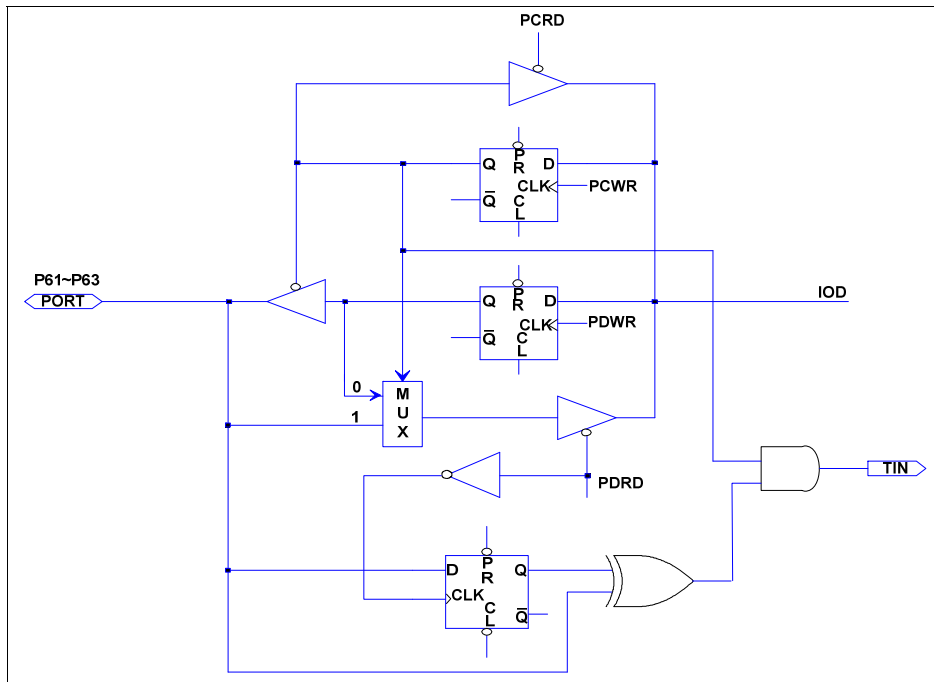 PCRD
Q
P
R
D
CLK
PCWR
Q̅
C
L
P61~P63
PORT
Q
P
R
D
IOD
CLK
PDWR
Q̅
C
L
0
M
U
X
1
TIN
PDRD
D
P
R
Q
CLK
C
L
Q̅